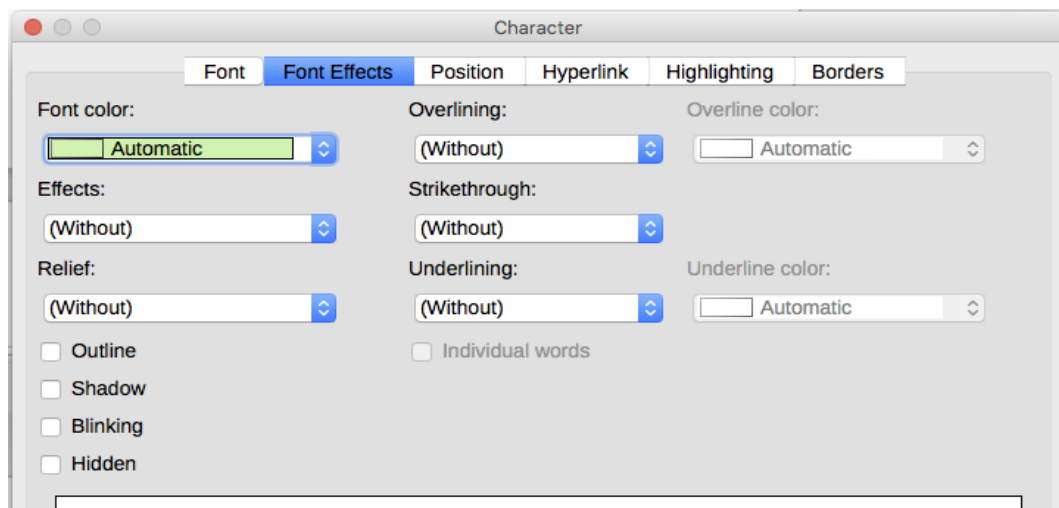 Character
Font Font Effects Position Hyperlink Highlighting Borders
Font color: Overlining: Overline color:
Automatic (Without) Automatic
Effects: Strikethrough:
(Without) (Without)
Relief: Underlining: Underline color:
(Without) (Without) Automatic
Outline Individual words
Shadow
Blinking
Hidden